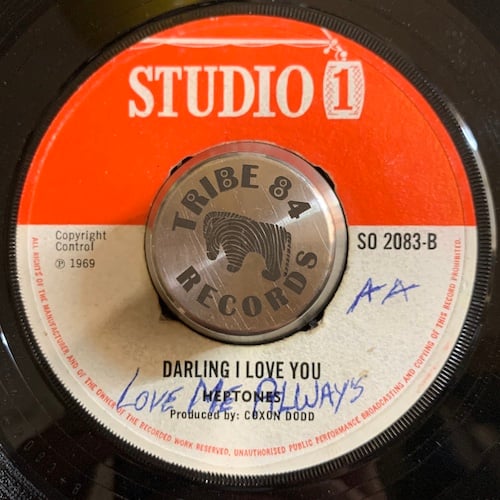 STUDIO 1
TRIBE 84
RECORDS
Copyright
Control
℗ 1969
SO 2083-B
AA
DARLING I LOVE YOU
HEPTONES
LOVE ME ALWAYS
Produced by: COXON DODD
ALL RIGHTS OF THE MANUFACTURER AND OF THE OWNER OF THE RECORDED WORK RESERVED. UNAUTHORISED PUBLIC PERFORMANCE BROADCASTING AND COPYING OF THIS RECORD PROHIBITED.